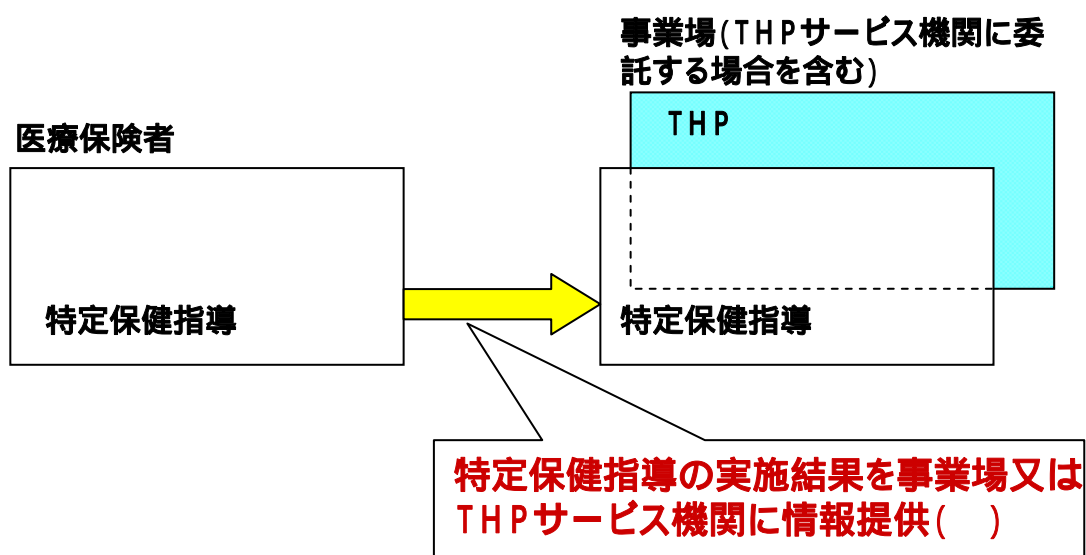 事業場(THPサービス機関に委
託する場合を含む)
THP
医療保険者
特定保健指導
特定保健指導
特定保健指導の実施結果を事業場又は
THPサービス機関に情報提供(　)